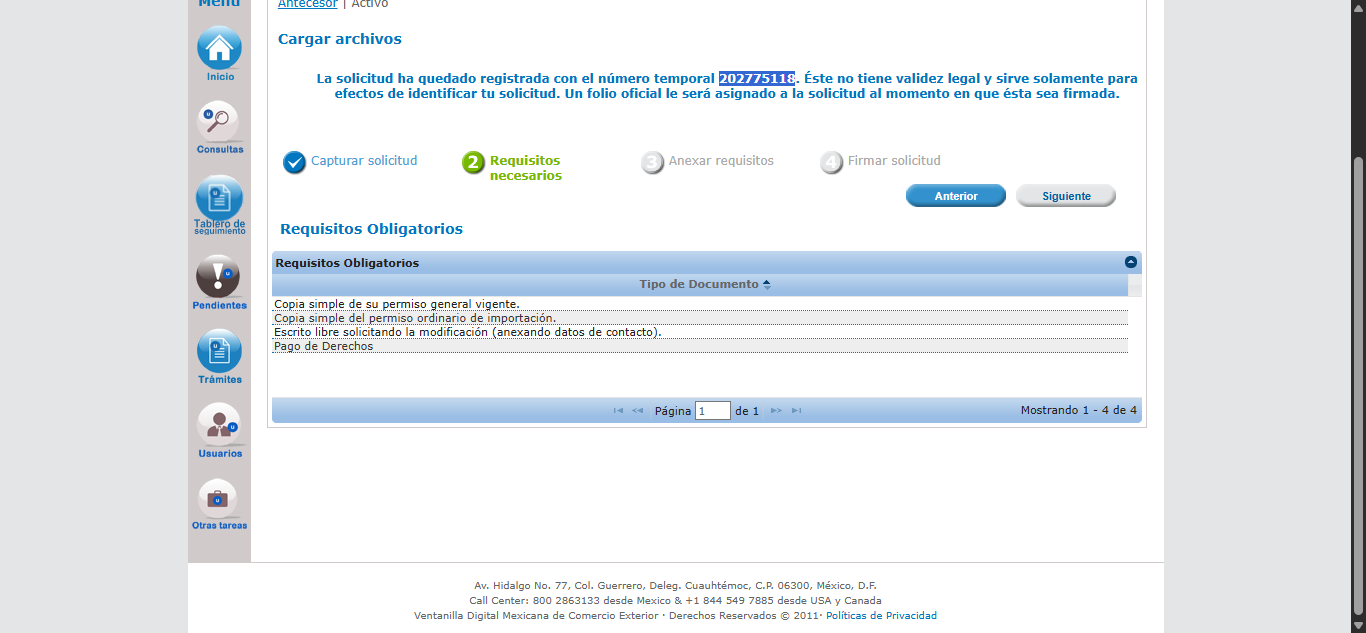 Menú
Inicio
Consultas
Tablero de
seguimiento
Pendientes
Trámites
Usuarios
Otras tareas
Antecesor | Activo
Cargar archivos
La solicitud ha quedado registrada con el número temporal 202775118. Éste no tiene validez legal y sirve solamente para
efectos de identificar tu solicitud. Un folio oficial le será asignado a la solicitud al momento en que ésta sea firmada.
Capturar solicitud
2 Requisitos
necesarios
3 Anexar requisitos
4 Firmar solicitud
Anterior Siguiente
Requisitos Obligatorios
Requisitos Obligatorios
Tipo de Documento
Copia simple de su permiso general vigente.
Copia simple del permiso ordinario de importación.
Escrito libre solicitando la modificación (anexando datos de contacto).
Pago de Derechos
Página 1 de 1 Mostrando 1 - 4 de 4
Av. Hidalgo No. 77, Col. Guerrero, Deleg. Cuauhtémoc, C.P. 06300, México, D.F.
Call Center: 800 2863133 desde Mexico & +1 844 549 7885 desde USA y Canada
Ventanilla Digital Mexicana de Comercio Exterior · Derechos Reservados © 2011· Políticas de Privacidad